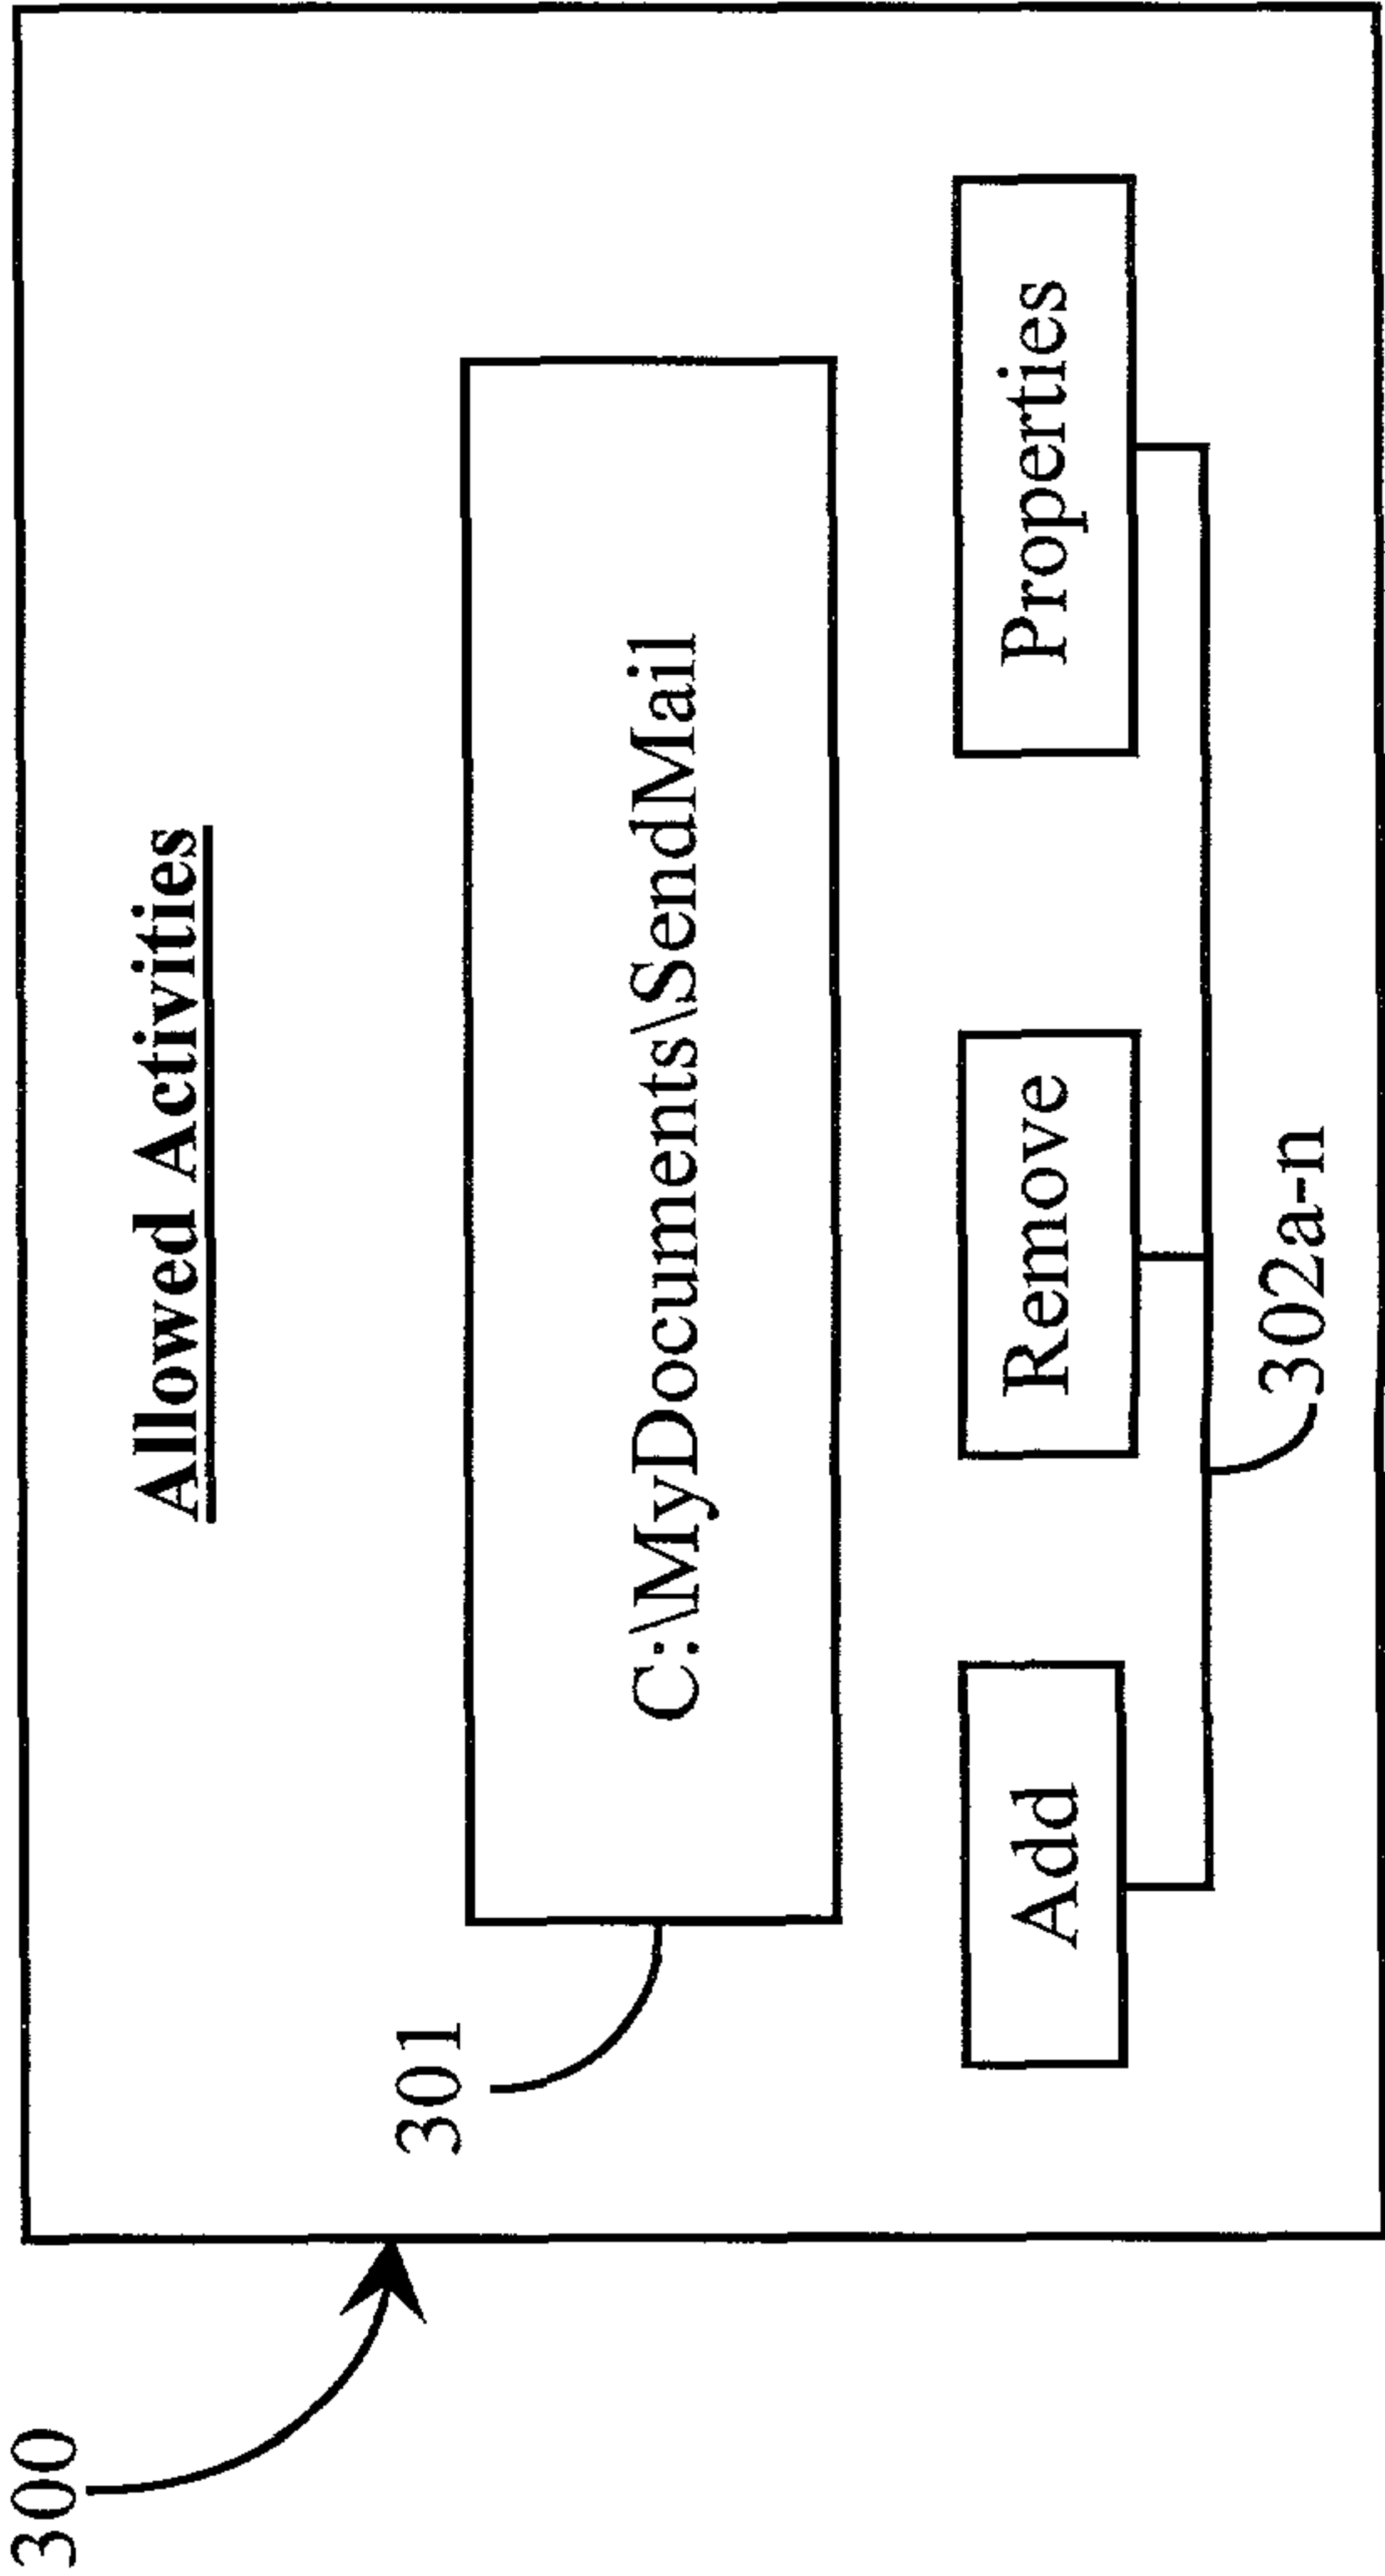 300
Allowed Activities
301
C:\MyDocuments\SendMail
Add
Remove
Properties
302a-n